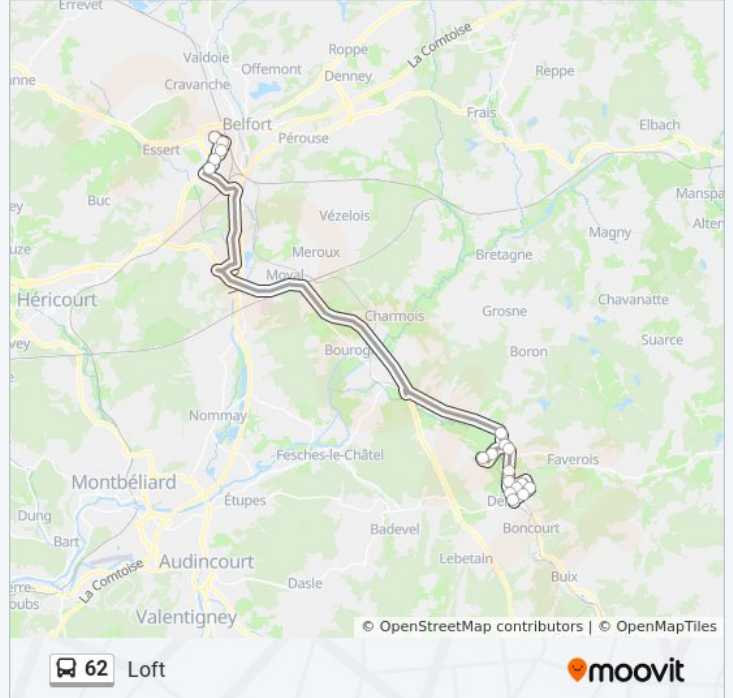 Errevet
La Comtoise
Roppe
Valdoie
Offemont
Denney
Reppe
Cravanche
Frais
Belfort
Elbach
Pérouse
Essert
Buc
Vézelois
Magny
Meroux
Bretagne
Moval
Héricourt
Chavanatte
Grosne
Charmois
Suarce
Bourog
Boron
Nommay
Fesches-le-Châtel
Faverois
Montbéliard
Étupes
Del
Dung
Badevel
Boncourt
Bart
Audincourt
Lebetain
La Comtoise
Dasle
Buix
Valentigney
© OpenStreetMap contributors | © OpenMapTiles
62 Loft
moovit